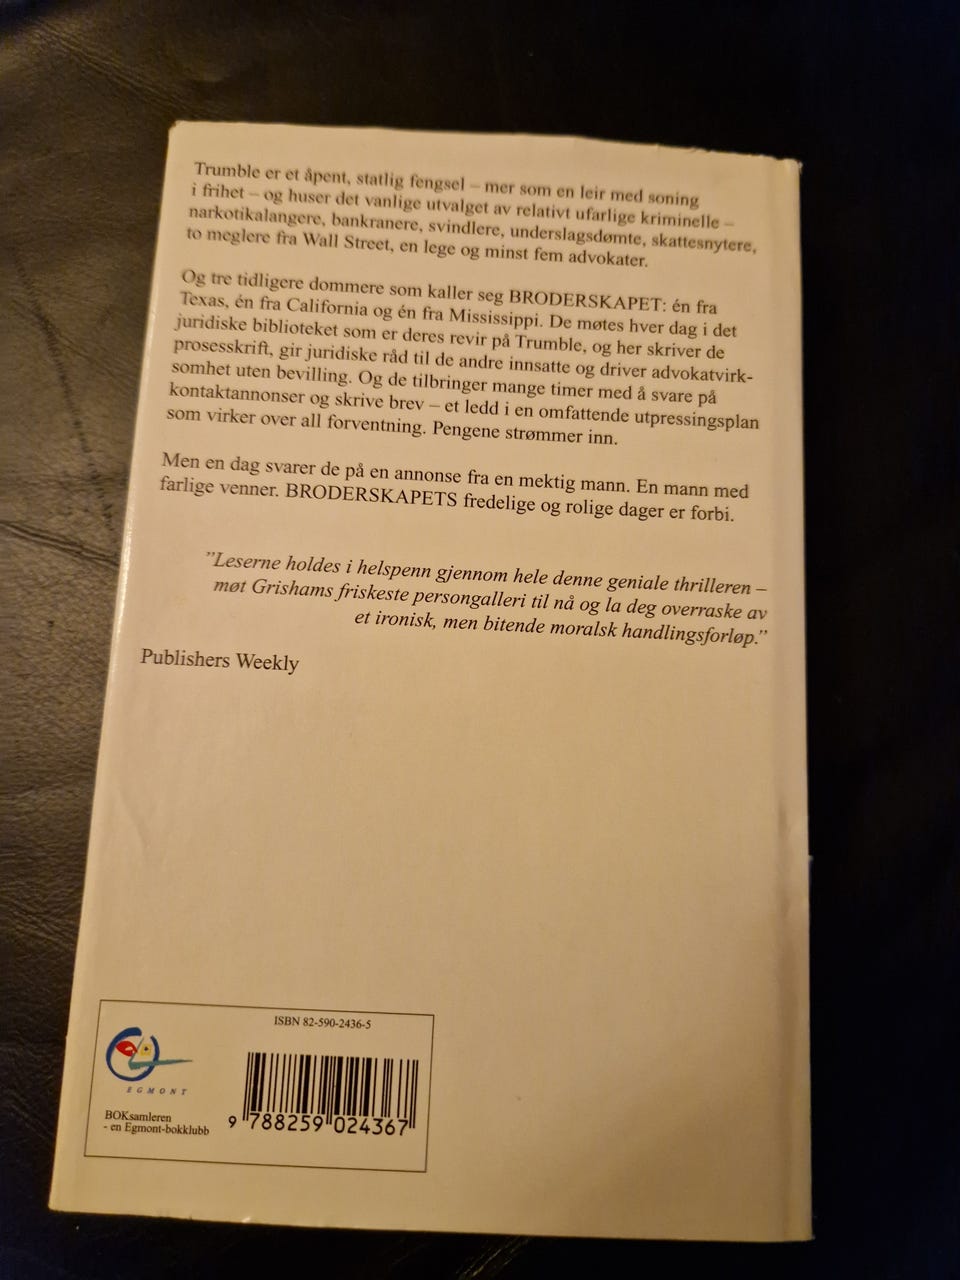 Trumble er et åpent, statlig fengsel – mer som en leir med soning
i frihet – og huser det vanlige utvalget av relativt ufarlige kriminelle –
narkotikalangere, bankranere, svindlere, underslagsdømte, skattesnytere,
to meglere fra Wall Street, en lege og minst fem advokater.
Og tre tidligere dommere som kaller seg BRODERSKAPET: én fra
Texas, én fra California og én fra Mississippi. De møtes hver dag i det
juridiske biblioteket som er deres revir på Trumble, og her skriver de
prosesskrift, gir juridiske råd til de andre innsatte og driver advokatvirk-
somhet uten bevilling. Og de tilbringer mange timer med å svare på
kontaktannonser og skrive brev – et ledd i en omfattende utpressingsplan
som virker over all forventning. Pengene strømmer inn.
Men en dag svarer de på en annonse fra en mektig mann. En mann med
farlige venner. BRODERSKAPETS fredelige og rolige dager er forbi.
”Leserne holdes i helspenn gjennom hele denne geniale thrilleren –
møt Grishams friskeste persongalleri til nå og la deg overraske av
et ironisk, men bitende moralsk handlingsforløp.”
Publishers Weekly
ISBN 82-590-2436-5
EGMONT
BOKsamleren
- en Egmont-bokklubb
9 788259 024367